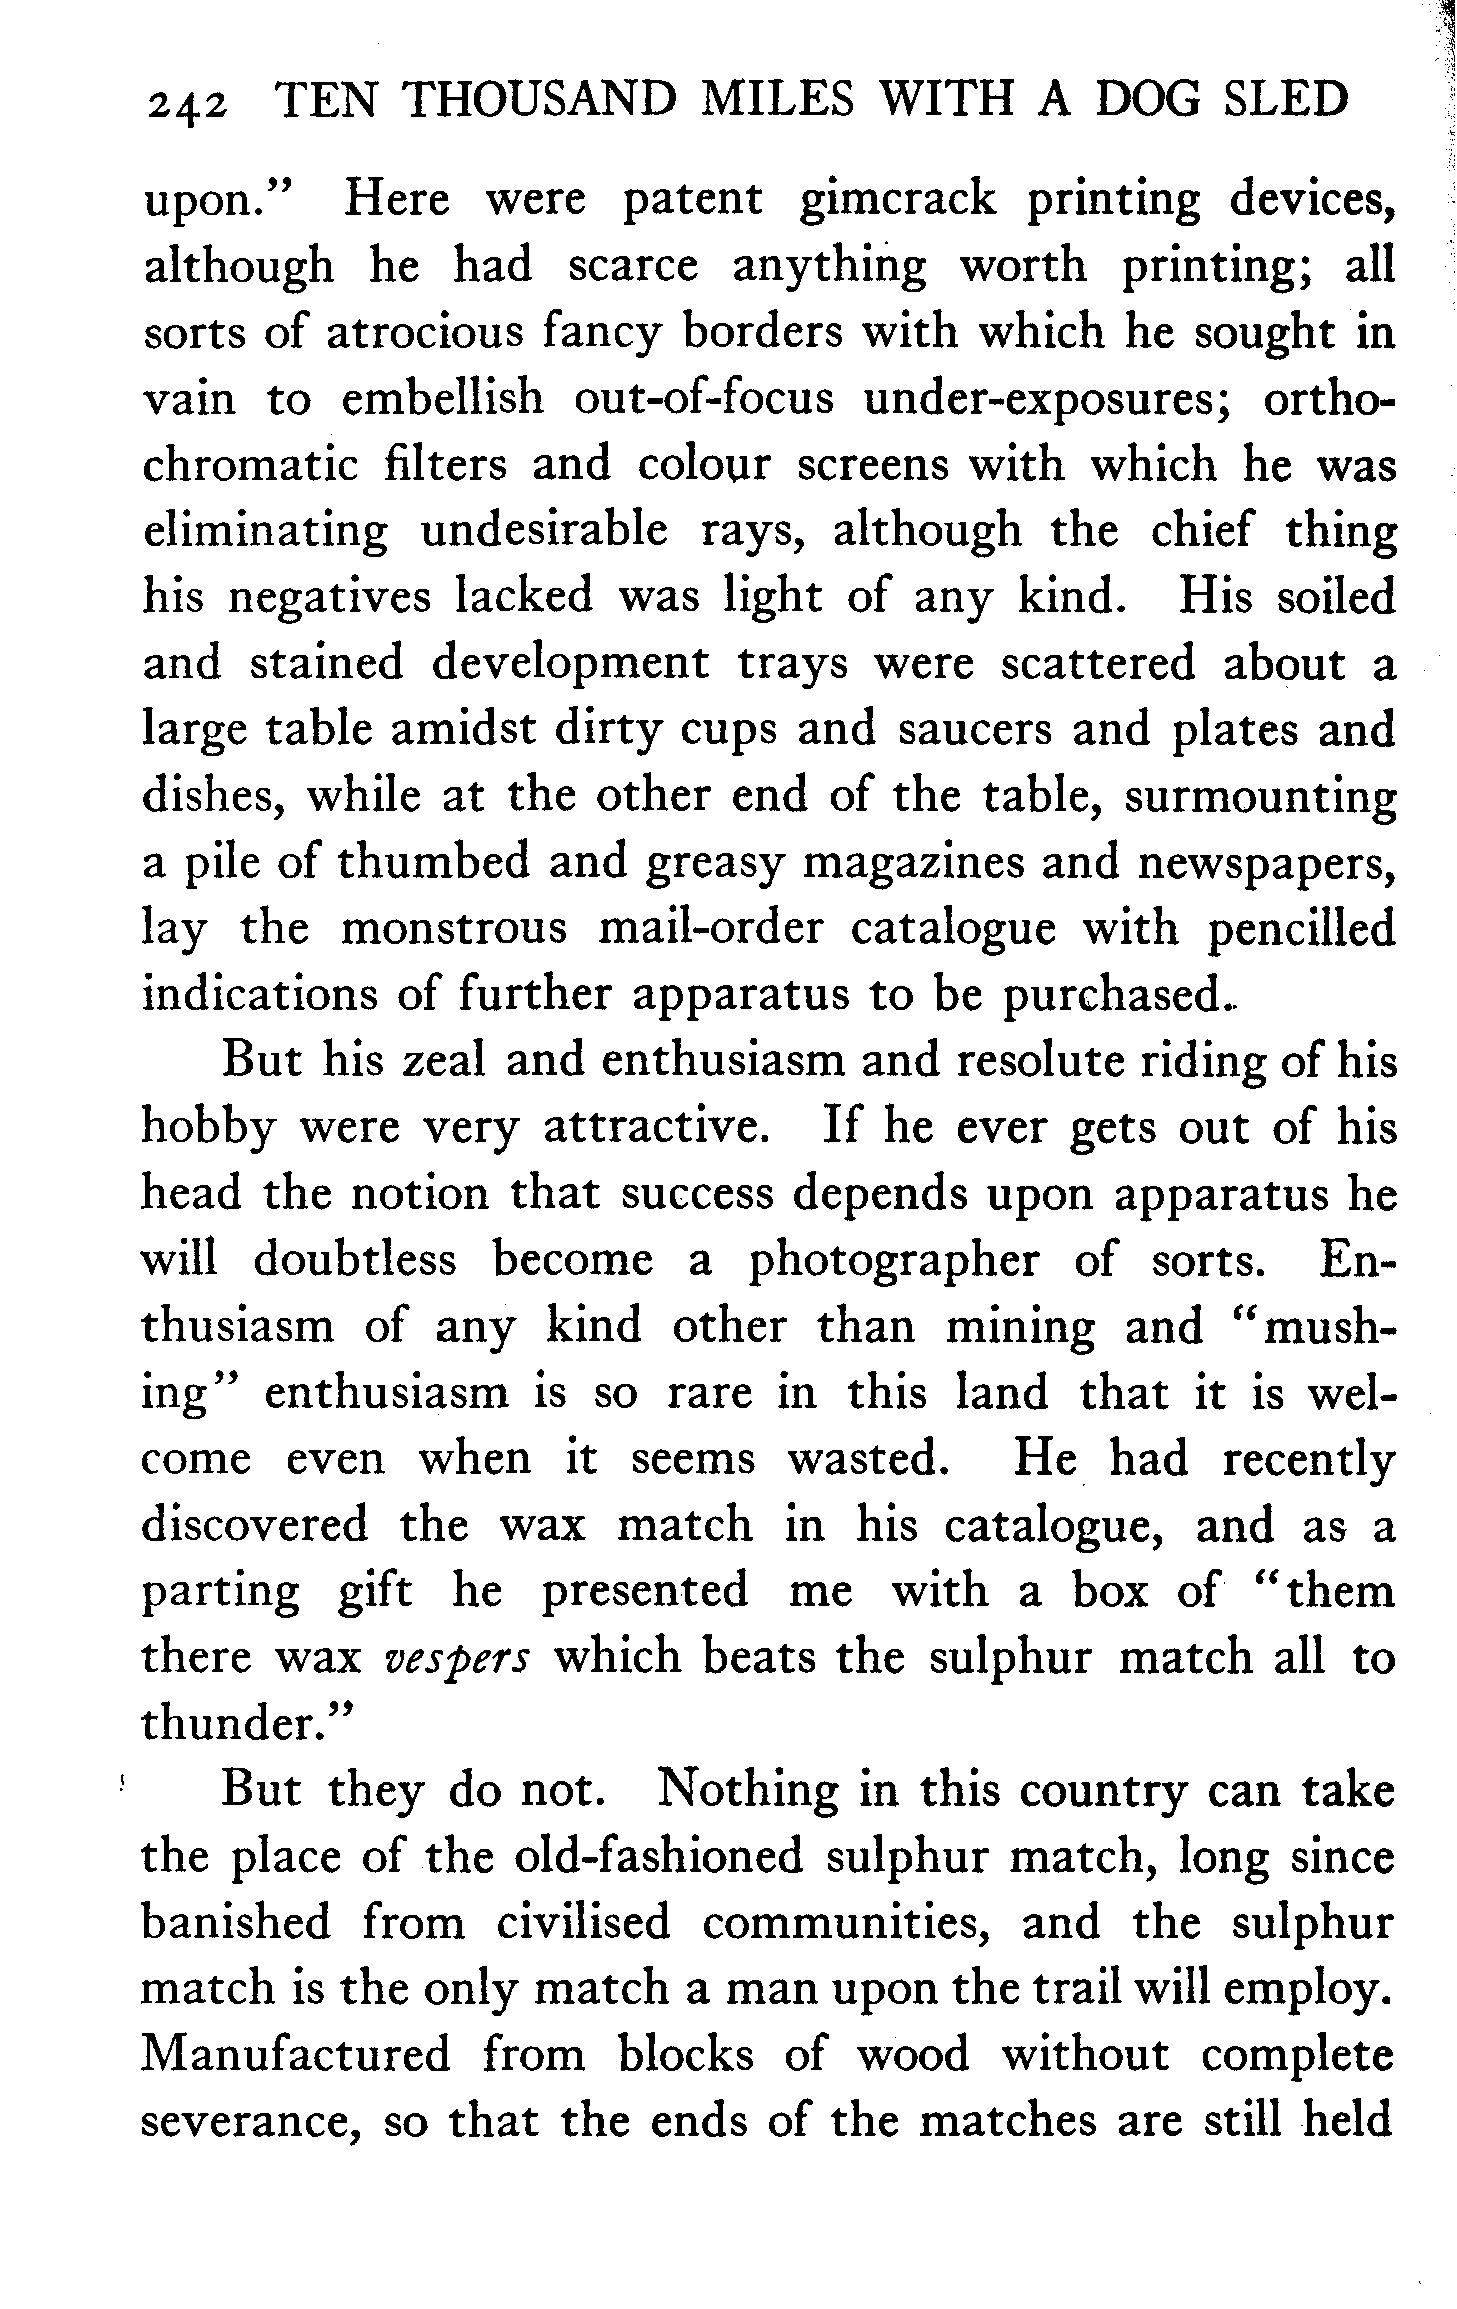 242 TEN THOUSAND MILES WITH A DOG SLED
upon." Here were patent gimcrack printing devices,
although he had scarce anything worth printing; all
sorts of atrocious fancy borders with which he sought in
vain to embellish out-of-focus under-exposures; ortho-
chromatic filters and colour screens with which he was
eliminating undesirable rays, although the chief thing
his negatives lacked was light of any kind. His soiled
and stained development trays were scattered about a
large table amidst dirty cups and saucers and plates and
dishes, while at the other end of the table, surmounting
a pile of thumbed and greasy magazines and newspapers,
lay the monstrous mail-order catalogue with pencilled
indications of further apparatus to be purchased.
But his zeal and enthusiasm and resolute riding of his
hobby were very attractive. If he ever gets out of his
head the notion that success depends upon apparatus he
will doubtless become a photographer of sorts. En-
thusiasm of any kind other than mining and "mush-
ing" enthusiasm is so rare in this land that it is wel-
come even when it seems wasted. He had recently
discovered the wax match in his catalogue, and as a
parting gift he presented me with a box of "them
there wax vespers which beats the sulphur match all to
thunder."
But they do not. Nothing in this country can take
the place of the old-fashioned sulphur match, long since
banished from civilised communities, and the sulphur
match is the only match a man upon the trail will employ.
Manufactured from blocks of wood without complete
severance, so that the ends of the matches are still held